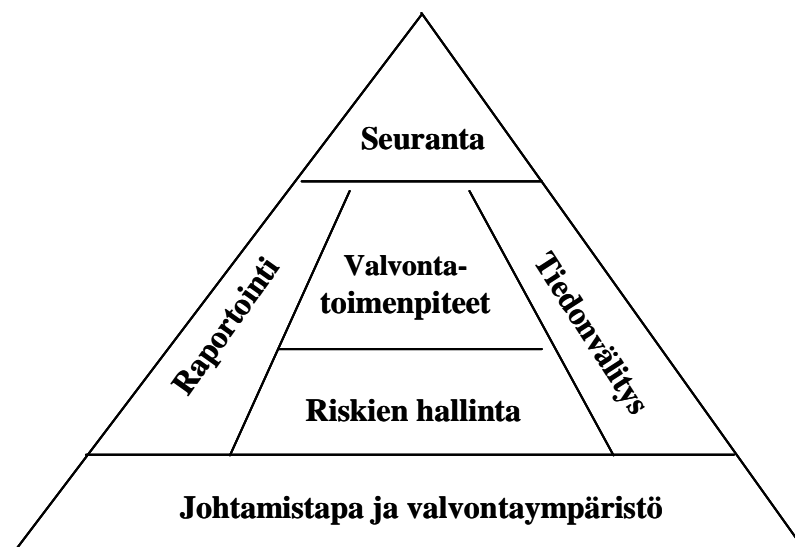 Seuranta
Raportointi
Valvonta-
toimenpiteet
Tiedonvälitys
Riskien hallinta
Johtamistapa ja valvontaympäristö